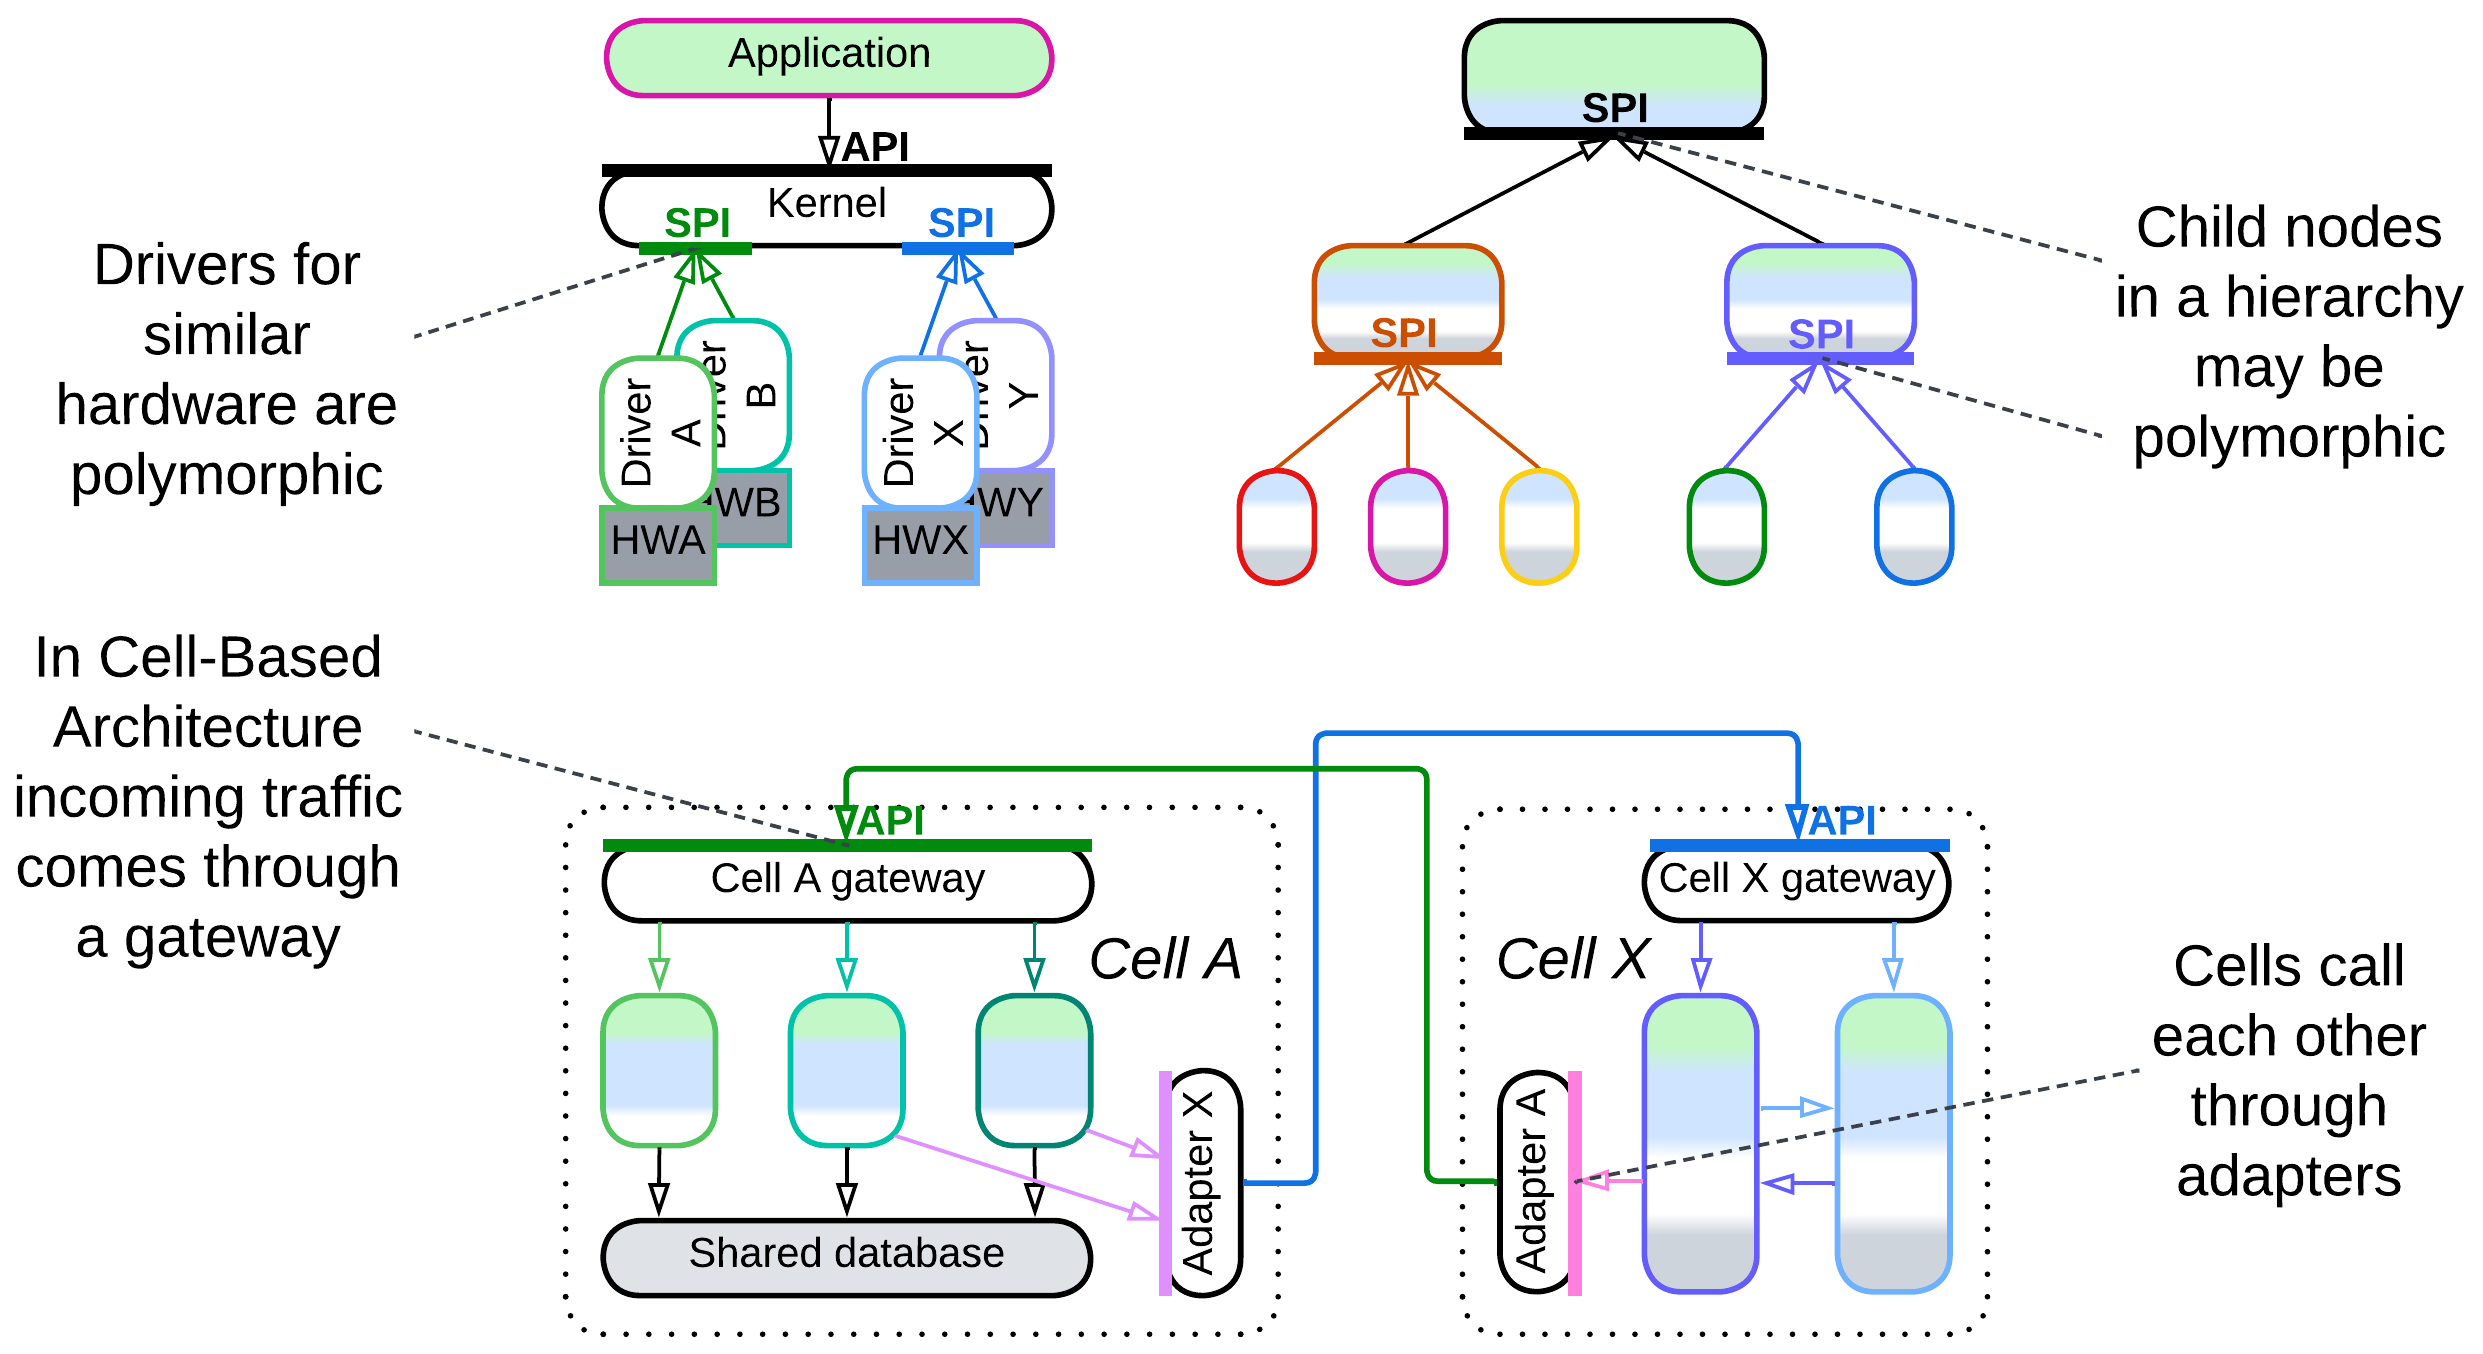 Application
API
Kernel
SPI
SPI
Driver
A
Driver
B
HWA
HWB
Driver
X
Driver
Y
HWX
HWY
Drivers for
similar
hardware are
polymorphic
SPI
SPI
SPI
Child nodes
in a hierarchy
may be
polymorphic
In Cell-Based
Architecture
incoming traffic
comes through
a gateway
API
Cell A gateway
Cell A
Adapter X
Shared database
API
Cell X gateway
Cell X
Adapter A
Cells call
each other
through
adapters